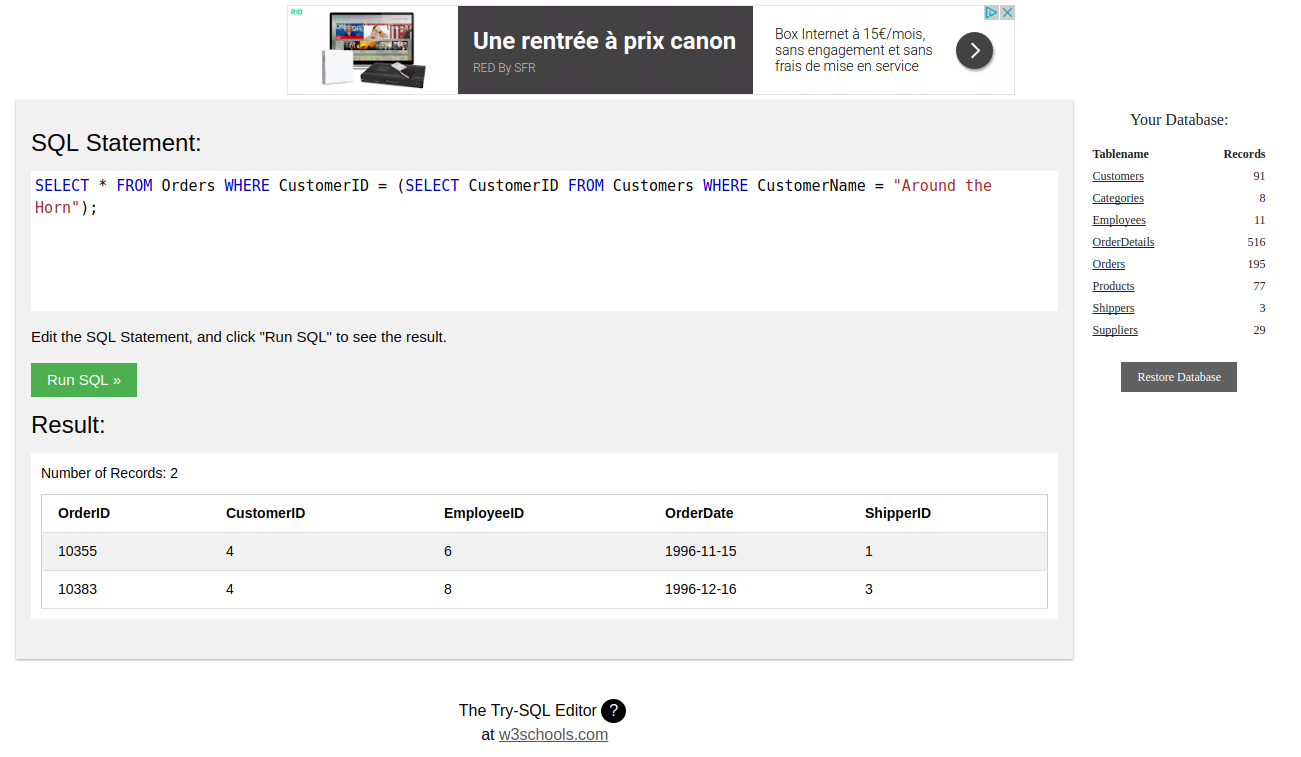 RED
Une rentrée à prix canon
RED By SFR
Box Internet à 15€/mois,
sans engagement et sans
frais de mise en service
SQL Statement:
SELECT * FROM Orders WHERE CustomerID = (SELECT CustomerID FROM Customers WHERE CustomerName = "Around the
Horn");
Edit the SQL Statement, and click "Run SQL" to see the result.
Run SQL »
Result:
Number of Records: 2
OrderID CustomerID EmployeeID OrderDate ShipperID
10355 4 6 1996-11-15 1
10383 4 8 1996-12-16 3
Your Database:
Tablename Records
Customers 91
Categories 8
Employees 11
OrderDetails 516
Orders 195
Products 77
Shippers 3
Suppliers 29
Restore Database
The Try-SQL Editor ?
at w3schools.com